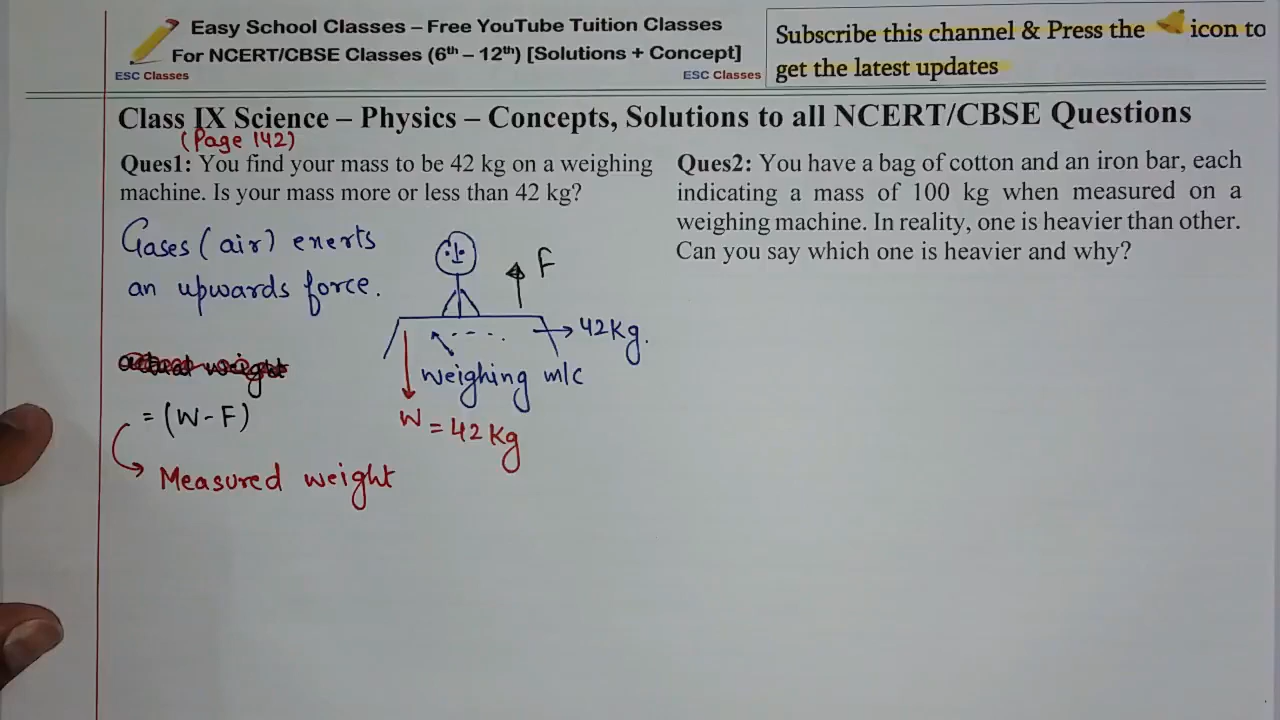 Easy School Classes – Free YouTube Tuition Classes
For NCERT/CBSE Classes (6th – 12th) [Solutions + Concept]
ESC Classes
ESC Classes
Subscribe this channel & Press the icon to
get the latest updates
Class IX Science – Physics – Concepts, Solutions to all NCERT/CBSE Questions
(Page 142)
Ques1: You find your mass to be 42 kg on a weighing
machine. Is your mass more or less than 42 kg?
Gases (air) exerts
an upwards force.
F
42 Kg.
weighing m/c
W = 42 Kg
= (W - F)
Measured weight
Ques2: You have a bag of cotton and an iron bar, each
indicating a mass of 100 kg when measured on a
weighing machine. In reality, one is heavier than other.
Can you say which one is heavier and why?